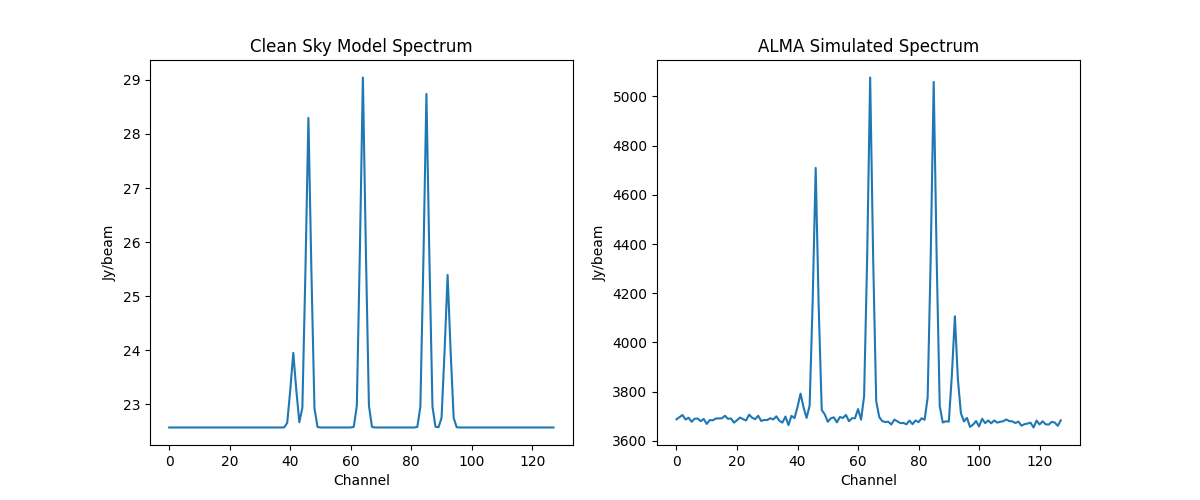 Clean Sky Model Spectrum
Jy/beam
29
28
27
26
25
24
23
0 20 40 60 80 100 120
Channel
ALMA Simulated Spectrum
Jy/beam
5000
4800
4600
4400
4200
4000
3800
3600
0 20 40 60 80 100 120
Channel